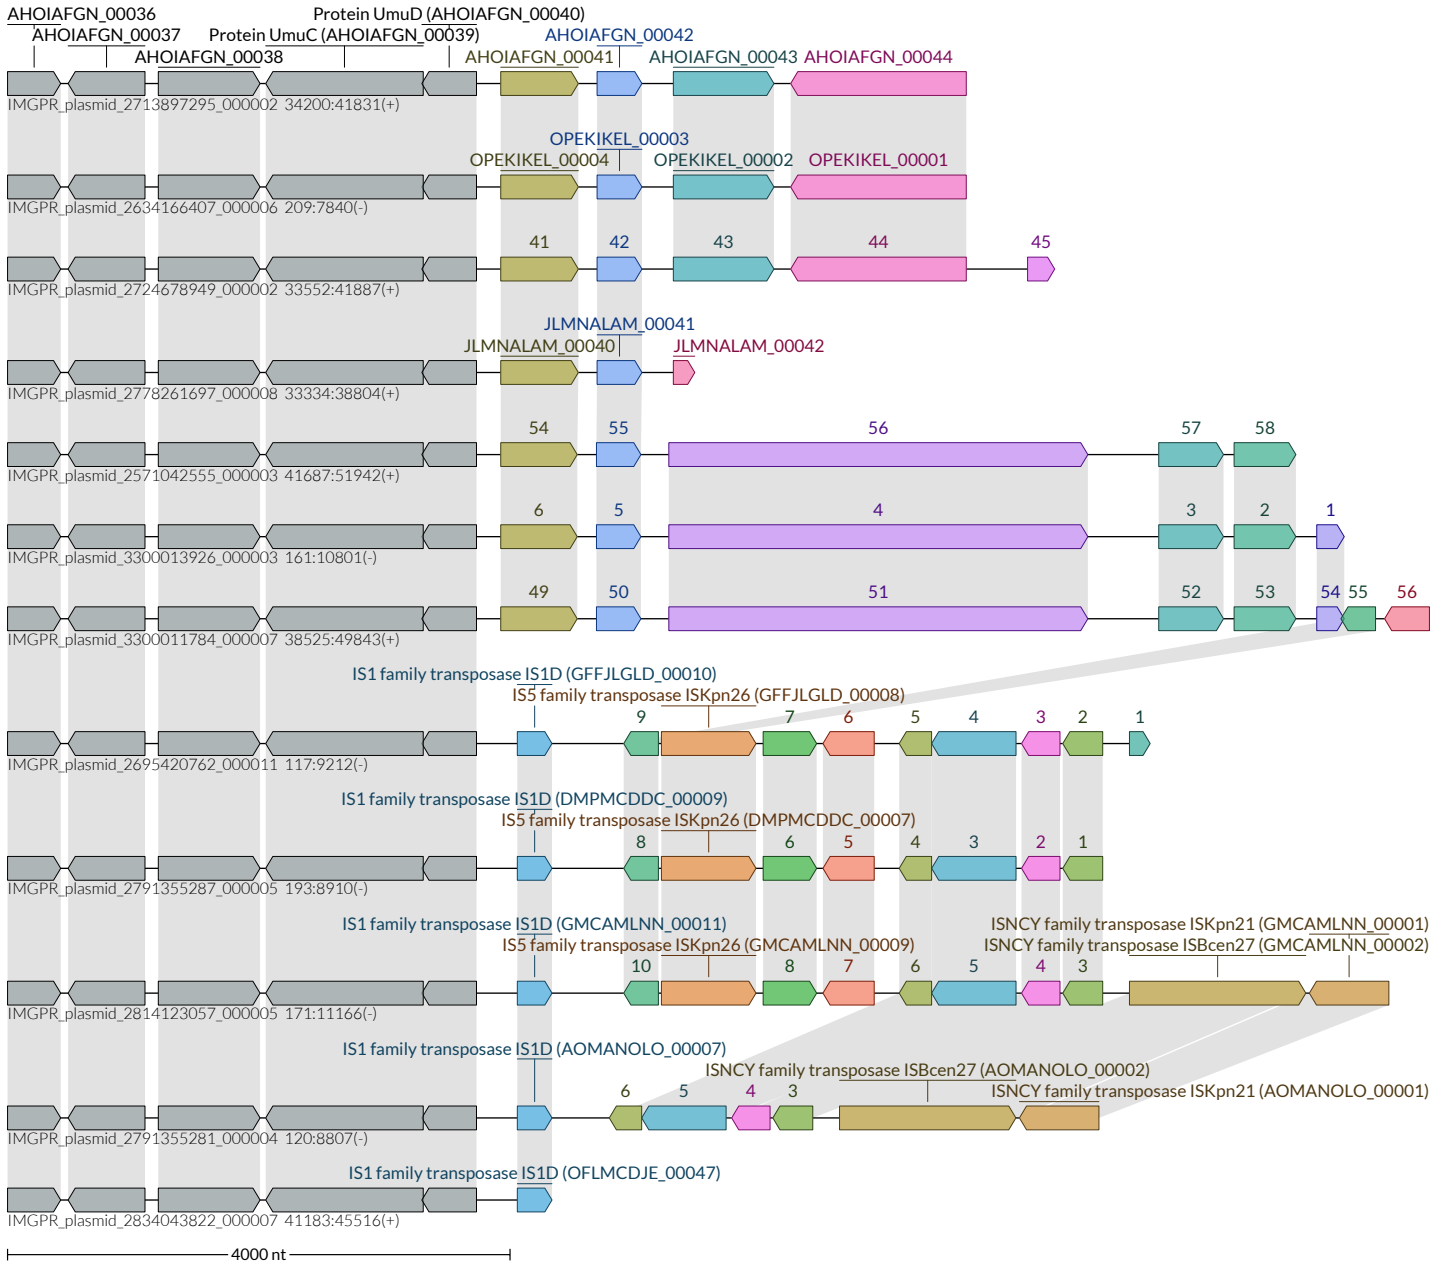 AHOIAFGN_00036
Protein UmuD (AHOIAFGN_00040)
AHOIAFGN_00037
Protein UmuC (AHOIAFGN_00039)
AHOIAFGN_00042
AHOIAFGN_00038
AHOIAFGN_00041
AHOIAFGN_00043
AHOIAFGN_00044
IMGPR_plasmid_2713897295_000002 34200:41831(+)
OPEKIKEL_00003
OPEKIKEL_00004
OPEKIKEL_00002
OPEKIKEL_00001
IMGPR_plasmid_2634166407_000006 209:7840(-)
41 42 43 44 45
IMGPR_plasmid_2724678949_000002 33552:41887(+)
JLMNALAM_00041
JLMNALAM_00040
JLMNALAM_00042
IMGPR_plasmid_2778261697_000008 33334:38804(+)
54 55 56 57 58
IMGPR_plasmid_2571042555_000003 41687:51942(+)
6 5 4 3 2 1
IMGPR_plasmid_3300013926_000003 161:10801(-)
49 50 51 52 53 54 55 56
IMGPR_plasmid_3300011784_000007 38525:49843(+)
IS1 family transposase IS1D (GFFJLGLD_00010)
IS5 family transposase ISKpn26 (GFFJLGLD_00008)
9 7 6 5 4 3 2 1
IMGPR_plasmid_2695420762_000011 117:9212(-)
IS1 family transposase IS1D (DMPMCDDC_00009)
IS5 family transposase ISKpn26 (DMPMCDDC_00007)
8 6 5 4 3 2 1
IMGPR_plasmid_2791355287_000005 193:8910(-)
IS1 family transposase IS1D (GMCAMLNN_00011)
ISNCY family transposase ISKpn21 (GMCAMLNN_00001)
IS5 family transposase ISKpn26 (GMCAMLNN_00009)
ISNCY family transposase ISBcen27 (GMCAMLNN_00002)
10 8 7 6 5 4 3
IMGPR_plasmid_2814123057_000005 171:11166(-)
IS1 family transposase IS1D (AOMANOLO_00007)
ISNCY family transposase ISBcen27 (AOMANOLO_00002)
6 5 4 3
ISNCY family transposase ISKpn21 (AOMANOLO_00001)
IMGPR_plasmid_2791355281_000004 120:8807(-)
IS1 family transposase IS1D (OFLMCDJE_00047)
IMGPR_plasmid_2834043822_000007 41183:45516(+)
4000 nt